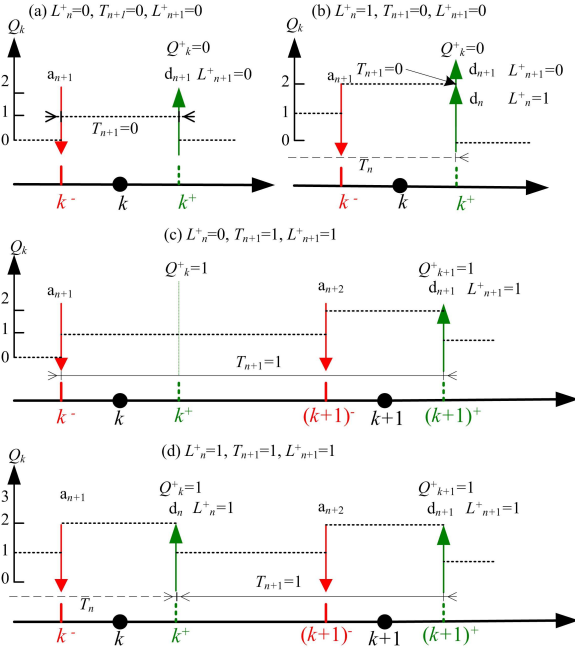 (a) L⁺ₙ=0, Tₙ₊₁=0, L⁺ₙ₊₁=0
Qₖ
Q⁺ₖ=0
2
aₙ₊₁
dₙ₊₁ L⁺ₙ₊₁=0
1
Tₙ₊₁=0
0
k⁻
k
k⁺
(b) L⁺ₙ=1, Tₙ₊₁=0, L⁺ₙ₊₁=0
Qₖ
Q⁺ₖ=0
aₙ₊₁
Tₙ₊₁=0
dₙ₊₁ L⁺ₙ₊₁=0
2
dₙ L⁺ₙ=1
1
0
Tₙ
k⁻
k
k⁺
(c) L⁺ₙ=0, Tₙ₊₁=1, L⁺ₙ₊₁=1
Qₖ
Q⁺ₖ=1
Q⁺ₖ₊₁=1
aₙ₊₁
aₙ₊₂
dₙ₊₁ L⁺ₙ₊₁=1
2
1
0
Tₙ₊₁=1
k⁻
k
k⁺
(k+1)⁻
k+1
(k+1)⁺
(d) L⁺ₙ=1, Tₙ₊₁=1, L⁺ₙ₊₁=1
Qₖ
Q⁺ₖ=1
Q⁺ₖ₊₁=1
3
aₙ₊₁
dₙ L⁺ₙ=1
aₙ₊₂
dₙ₊₁ L⁺ₙ₊₁=1
2
1
0
Tₙ₊₁=1
Tₙ
k⁻
k
k⁺
(k+1)⁻
k+1
(k+1)⁺